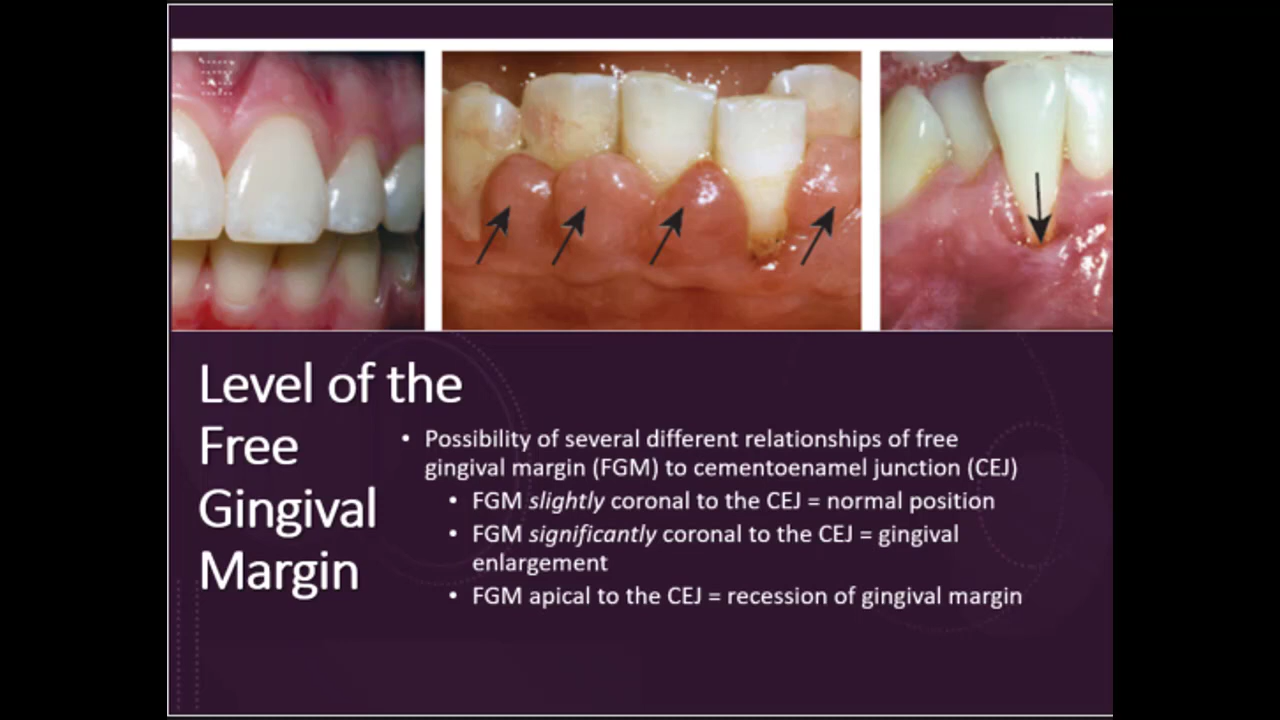 Level of the
Free
Gingival
Margin
• Possibility of several different relationships of free
gingival margin (FGM) to cementoenamel junction (CEJ)
• FGM slightly coronal to the CEJ = normal position
• FGM significantly coronal to the CEJ = gingival
enlargement
• FGM apical to the CEJ = recession of gingival margin